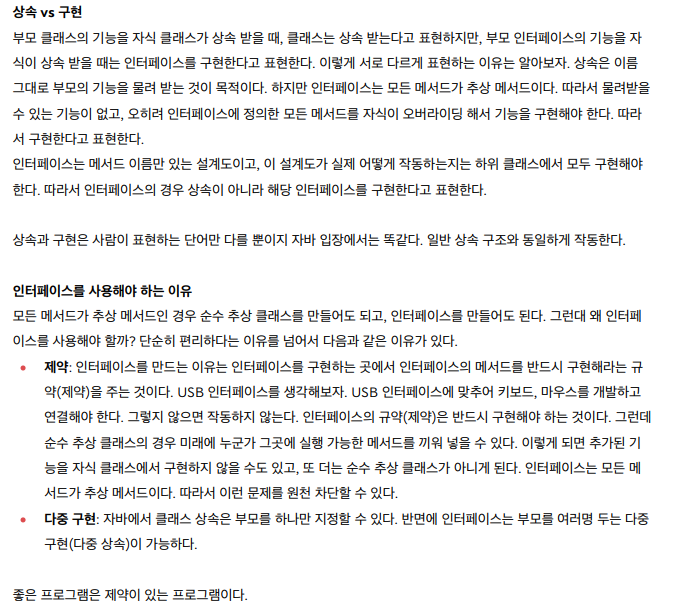 상속 vs 구현
부모 클래스의 기능을 자식 클래스가 상속 받을 때, 클래스는 상속 받는다고 표현하지만, 부모 인터페이스의 기능을 자
식이 상속 받을 때는 인터페이스를 구현한다고 표현한다. 이렇게 서로 다르게 표현하는 이유는 알아보자. 상속은 이름
그대로 부모의 기능을 물려 받는 것이 목적이다. 하지만 인터페이스는 모든 메서드가 추상 메서드이다. 따라서 물려받을
수 있는 기능이 없고, 오히려 인터페이스에 정의한 모든 메서드를 자식이 오버라이딩 해서 기능을 구현해야 한다. 따라
서 구현한다고 표현한다.
인터페이스는 메서드 이름만 있는 설계도이고, 이 설계도가 실제 어떻게 작동하는지는 하위 클래스에서 모두 구현해야
한다. 따라서 인터페이스의 경우 상속이 아니라 해당 인터페이스를 구현한다고 표현한다.
상속과 구현은 사람이 표현하는 단어만 다를 뿐이지 자바 입장에서는 똑같다. 일반 상속 구조와 동일하게 작동한다.
인터페이스를 사용해야 하는 이유
모든 메서드가 추상 메서드인 경우 순수 추상 클래스를 만들어도 되고, 인터페이스를 만들어도 된다. 그런대 왜 인터페
이스를 사용해야 할까? 단순히 편리하다는 이유를 넘어서 다음과 같은 이유가 있다.
• 제약: 인터페이스를 만드는 이유는 인터페이스를 구현하는 곳에서 인터페이스의 메서드를 반드시 구현해라는 규
약(제약)을 주는 것이다. USB 인터페이스를 생각해보자. USB 인터페이스에 맞추어 키보드, 마우스를 개발하고
연결해야 한다. 그렇지 않으면 작동하지 않는다. 인터페이스의 규약(제약)은 반드시 구현해야 하는 것이다. 그런데
순수 추상 클래스의 경우 미래에 누군가 그곳에 실행 가능한 메서드를 끼워 넣을 수 있다. 이렇게 되면 추가된 기
능을 자식 클래스에서 구현하지 않을 수도 있고, 또 더는 순수 추상 클래스가 아니게 된다. 인터페이스는 모든 메
서드가 추상 메서드이다. 따라서 이런 문제를 원천 차단할 수 있다.
• 다중 구현: 자바에서 클래스 상속은 부모를 하나만 지정할 수 있다. 반면에 인터페이스는 부모를 여러명 두는 다중
구현(다중 상속)이 가능하다.
좋은 프로그램은 제약이 있는 프로그램이다.